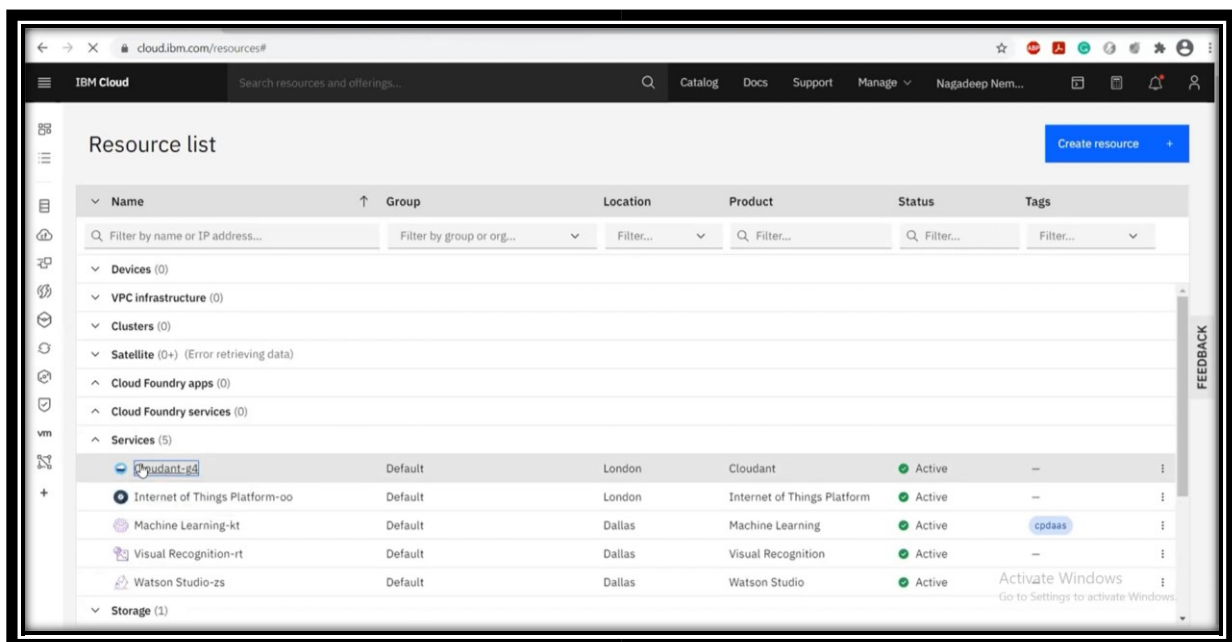 cloud.ibm.com/resources#
IBM Cloud Search resources and offerings... Catalog Docs Support Manage Nagadeep Nem...
Resource list
Create resource +
Name Group Location Product Status Tags
Filter by name or IP address... Filter by group or org... Filter... Filter... Filter... Filter...
Devices (0)
VPC infrastructure (0)
Clusters (0)
Satellite (0+) (Error retrieving data)
Cloud Foundry apps (0)
Cloud Foundry services (0)
Services (5)
Cloudant-g4 Default London Cloudant Active –
Internet of Things Platform-oo Default London Internet of Things Platform Active –
Machine Learning-kt Default Dallas Machine Learning Active cpdaas
Visual Recognition-rt Default Dallas Visual Recognition Active –
Watson Studio-zs Default Dallas Watson Studio Active –
Storage (1)
vm
FEEDBACK
ABP
Activate Windows
Go to Settings to activate Windows.